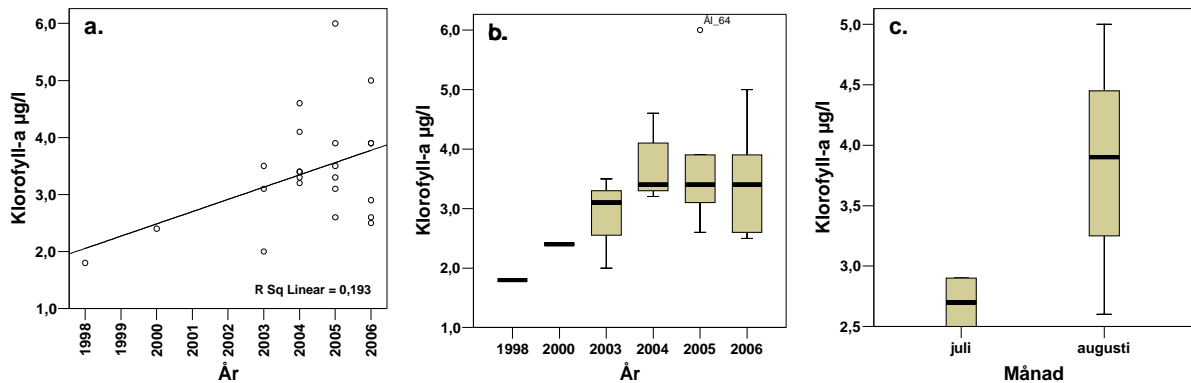 a.
Klorofyll-a µg/l
6,0
5,0
4,0
3,0
2,0
1,0
R Sq Linear = 0,193
1998 1999 2000 2001 2002 2003 2004 2005 2006
År
b.
Klorofyll-a µg/l
6,0
5,0
4,0
3,0
2,0
1,0
Ål_64
1998 2000 2003 2004 2005 2006
År
c.
Klorofyll-a µg/l
5,0
4,5
4,0
3,5
3,0
2,5
juli augusti
Månad